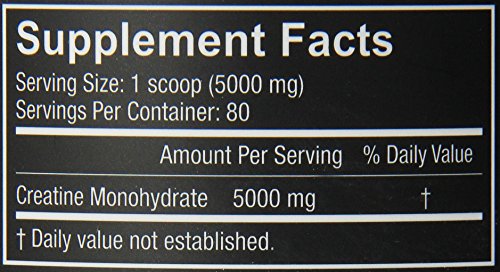 Supplement Facts
Serving Size: 1 scoop (5000 mg)
Servings Per Container: 80
Amount Per Serving % Daily Value
Creatine Monohydrate 5000 mg †
† Daily value not established.